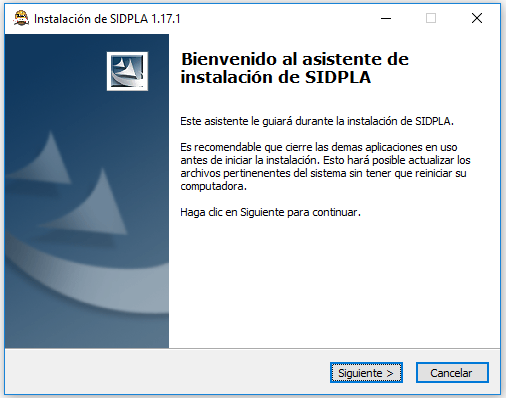 Instalación de SIDPLA 1.17.1
Bienvenido al asistente de
instalación de SIDPLA
Este asistente le guiará durante la instalación de SIDPLA.
Es recomendable que cierre las demas aplicaciones en uso
antes de iniciar la instalación. Esto hará posible actualizar los
archivos pertinenentes del sistema sin tener que reiniciar su
computadora.
Haga clic en Siguiente para continuar.
Siguiente >
Cancelar